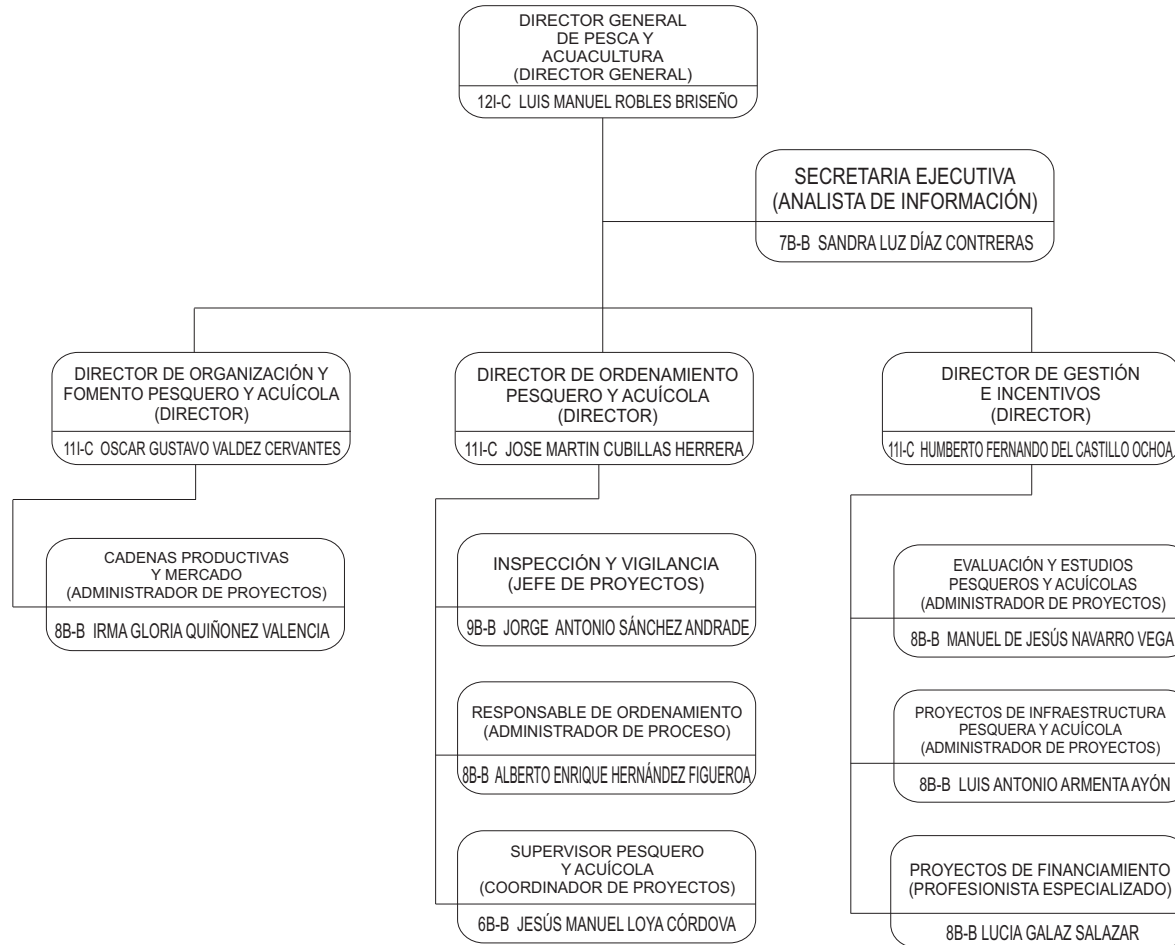 DIRECTOR GENERAL
DE PESCA Y
ACUACULTURA
(DIRECTOR GENERAL)
12I-C LUIS MANUEL ROBLES BRISEÑO
SECRETARIA EJECUTIVA
(ANALISTA DE INFORMACIÓN)
7B-B SANDRA LUZ DÍAZ CONTRERAS
DIRECTOR DE ORGANIZACIÓN Y
FOMENTO PESQUERO Y ACUÍCOLA
(DIRECTOR)
11I-C OSCAR GUSTAVO VALDEZ CERVANTES
DIRECTOR DE ORDENAMIENTO
PESQUERO Y ACUÍCOLA
(DIRECTOR)
11I-C JOSE MARTIN CUBILLAS HERRERA
DIRECTOR DE GESTIÓN
E INCENTIVOS
(DIRECTOR)
11I-C HUMBERTO FERNANDO DEL CASTILLO OCHOA
CADENAS PRODUCTIVAS
Y MERCADO
(ADMINISTRADOR DE PROYECTOS)
8B-B IRMA GLORIA QUIÑONEZ VALENCIA
INSPECCIÓN Y VIGILANCIA
(JEFE DE PROYECTOS)
9B-B JORGE ANTONIO SÁNCHEZ ANDRADE
RESPONSABLE DE ORDENAMIENTO
(ADMINISTRADOR DE PROCESO)
8B-B ALBERTO ENRIQUE HERNÁNDEZ FIGUEROA
SUPERVISOR PESQUERO
Y ACUÍCOLA
(COORDINADOR DE PROYECTOS)
6B-B JESÚS MANUEL LOYA CÓRDOVA
EVALUACIÓN Y ESTUDIOS
PESQUEROS Y ACUÍCOLAS
(ADMINISTRADOR DE PROYECTOS)
8B-B MANUEL DE JESÚS NAVARRO VEGA
PROYECTOS DE INFRAESTRUCTURA
PESQUERA Y ACUÍCOLA
(ADMINISTRADOR DE PROYECTOS)
8B-B LUIS ANTONIO ARMENTA AYÓN
PROYECTOS DE FINANCIAMIENTO
(PROFESIONISTA ESPECIALIZADO)
8B-B LUCIA GALAZ SALAZAR